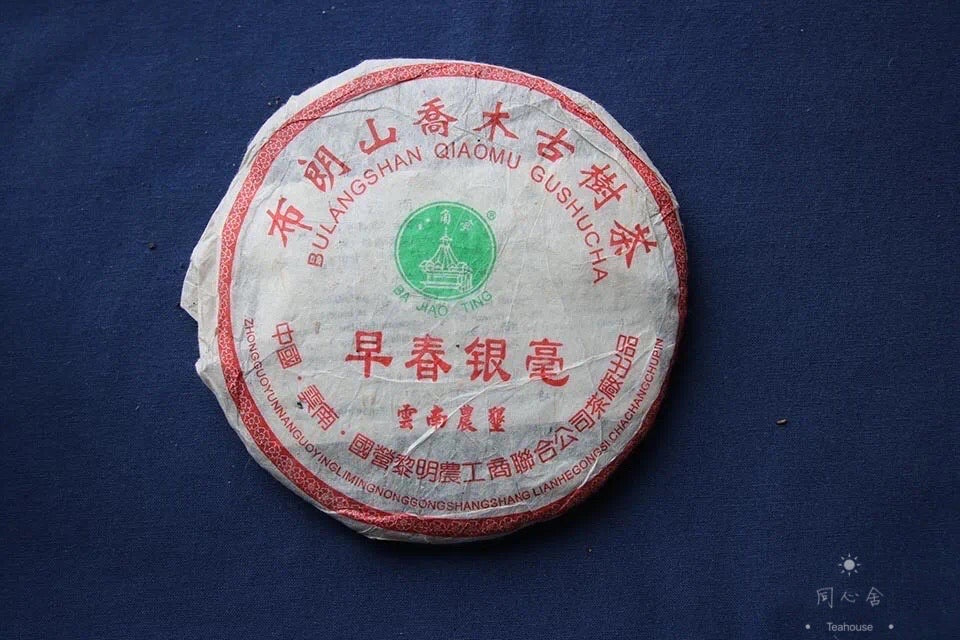 布朗山喬木古樹茶
BULANGSHAN QIAOMU GUSHUCHA
®
BA JIAO TING
早春银毫
雲南農墾
中國·雲南·國營黎明農工商聯合公司茶廠出品
ZHONGGUOYUNNANGUOYINGLIMINGNONGGONGSHANGSHANG LIANHEGONGSI CHACHANGCHUPIN
同心舍
Teahouse